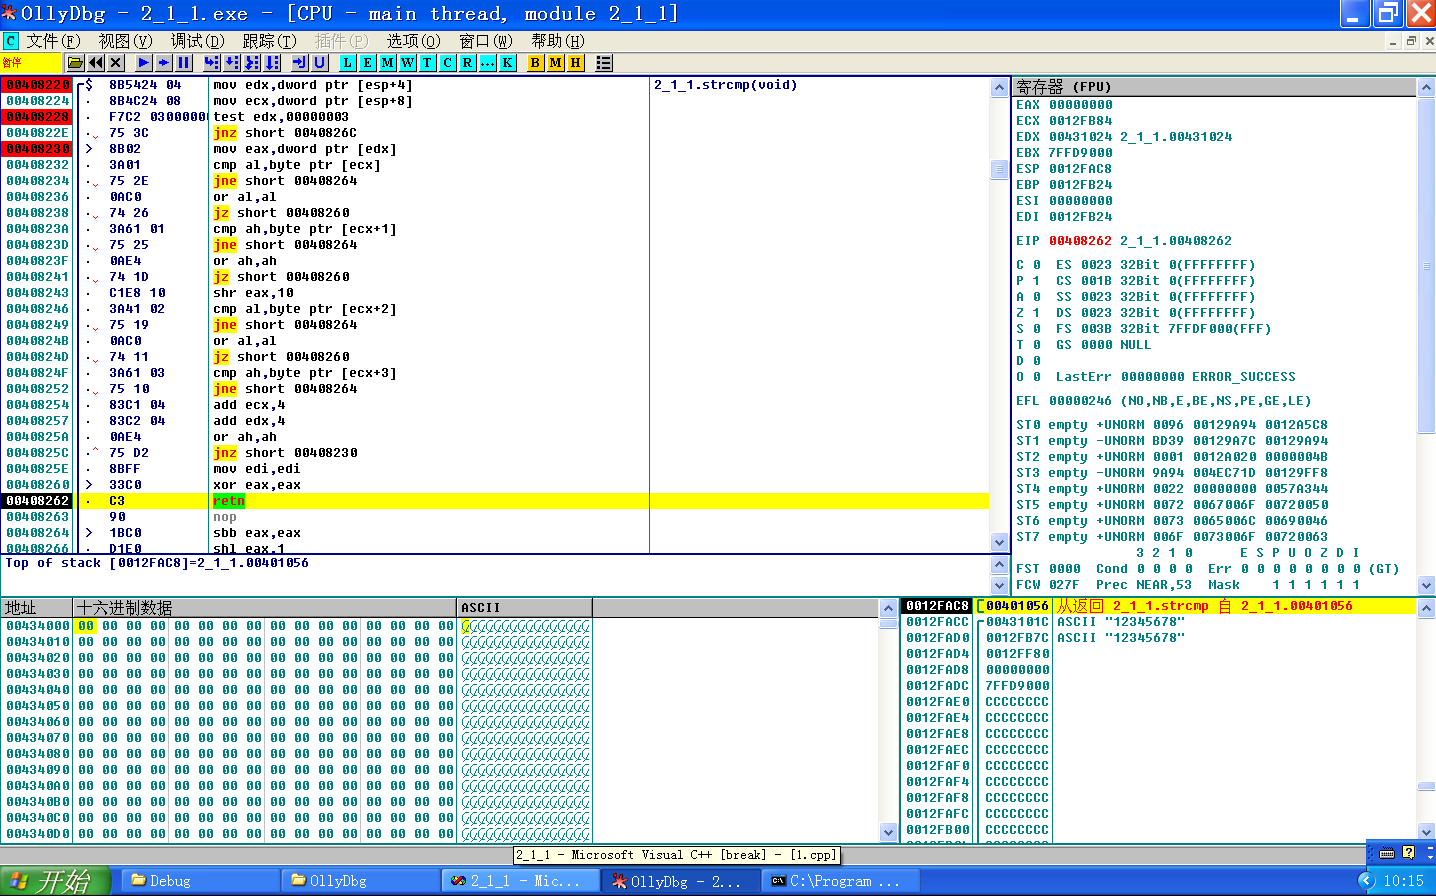 OllyDbg - 2_1_1.exe - [CPU - main thread, module 2_1_1]
C 文件(F) 视图(V) 调试(D) 跟踪(T) 插件(P) 选项(O) 窗口(W) 帮助(H)
暂停 L E M W T C R ... K B M H
00408220 $ 8B5424 04 mov edx,dword ptr [esp+4] 2_1_1.strcmp(void)
00408224 . 8B4C24 08 mov ecx,dword ptr [esp+8]
00408228 . F7C2 0300000 test edx,00000003
0040822E . 75 3C jnz short 0040826C
00408230 > 8B02 mov eax,dword ptr [edx]
00408232 . 3A01 cmp al,byte ptr [ecx]
00408234 . 75 2E jne short 00408264
00408236 . 0AC0 or al,al
00408238 . 74 26 jz short 00408260
0040823A . 3A61 01 cmp ah,byte ptr [ecx+1]
0040823D . 75 25 jne short 00408264
0040823F . 0AE4 or ah,ah
00408241 . 74 1D jz short 00408260
00408243 . C1E8 10 shr eax,10
00408246 . 3A41 02 cmp al,byte ptr [ecx+2]
00408249 . 75 19 jne short 00408264
0040824B . 0AC0 or al,al
0040824D . 74 11 jz short 00408260
0040824F . 3A61 03 cmp ah,byte ptr [ecx+3]
00408252 . 75 10 jne short 00408264
00408254 . 83C1 04 add ecx,4
00408257 . 83C2 04 add edx,4
0040825A . 0AE4 or ah,ah
0040825C .^ 75 D2 jnz short 00408230
0040825E . 8BFF mov edi,edi
00408260 > 33C0 xor eax,eax
00408262 . C3 retn
00408263 90 nop
00408264 > 1BC0 sbb eax,eax
00408266 . D1E0 shl eax,1
Top of stack [0012FAC8]=2_1_1.00401056
寄存器 (FPU)
EAX 00000000
ECX 0012FB84
EDX 00431024 2_1_1.00431024
EBX 7FFD9000
ESP 0012FAC8
EBP 0012FB24
ESI 00000000
EDI 0012FB24
EIP 00408262 2_1_1.00408262
C 0 ES 0023 32Bit 0(FFFFFFFF)
P 1 CS 001B 32Bit 0(FFFFFFFF)
A 0 SS 0023 32Bit 0(FFFFFFFF)
Z 1 DS 0023 32Bit 0(FFFFFFFF)
S 0 FS 003B 32Bit 7FFDF000(FFF)
T 0 GS 0000 NULL
D 0
O 0 LastErr 00000000 ERROR_SUCCESS
EFL 00000246 (NO,NB,E,BE,NS,PE,GE,LE)
ST0 empty +UNORM 0096 00129A94 0012A5C8
ST1 empty -UNORM BD39 00129A7C 00129A94
ST2 empty +UNORM 0001 0012A020 0000004B
ST3 empty -UNORM 9A94 004EC71D 00129FF8
ST4 empty +UNORM 0022 00000000 0057A344
ST5 empty +UNORM 0072 0067006F 00720050
ST6 empty +UNORM 0073 0065006C 00690046
ST7 empty +UNORM 006F 0073006F 00720063
3 2 1 0 E S P U O Z D I
FST 0000 Cond 0 0 0 0 Err 0 0 0 0 0 0 0 0 (GT)
FCW 027F Prec NEAR,53 Mask 1 1 1 1 1 1
地址 十六进制数据 ASCII
00434000 00 00 00 00 00 00 00 00 00 00 00 00 00 00 00 00
00434010 00 00 00 00 00 00 00 00 00 00 00 00 00 00 00 00
00434020 00 00 00 00 00 00 00 00 00 00 00 00 00 00 00 00
00434030 00 00 00 00 00 00 00 00 00 00 00 00 00 00 00 00
00434040 00 00 00 00 00 00 00 00 00 00 00 00 00 00 00 00
00434050 00 00 00 00 00 00 00 00 00 00 00 00 00 00 00 00
00434060 00 00 00 00 00 00 00 00 00 00 00 00 00 00 00 00
00434070 00 00 00 00 00 00 00 00 00 00 00 00 00 00 00 00
00434080 00 00 00 00 00 00 00 00 00 00 00 00 00 00 00 00
00434090 00 00 00 00 00 00 00 00 00 00 00 00 00 00 00 00
004340A0 00 00 00 00 00 00 00 00 00 00 00 00 00 00 00 00
004340B0 00 00 00 00 00 00 00 00 00 00 00 00 00 00 00 00
004340C0 00 00 00 00 00 00 00 00 00 00 00 00 00 00 00 00
004340D0 00 00 00 00 00 00 00 00 00 00 00 00 00 00 00 00
0012FAC8 00401056 从返回 2_1_1.strcmp 自 2_1_1.00401056
0012FACC 0043101C ASCII "12345678"
0012FAD0 0012FB7C ASCII "12345678"
0012FAD4 0012FF80
0012FAD8 00000000
0012FADC 7FFD9000
0012FAE0 CCCCCCCC
0012FAE4 CCCCCCCC
0012FAE8 CCCCCCCC
0012FAEC CCCCCCCC
0012FAF0 CCCCCCCC
0012FAF4 CCCCCCCC
0012FAF8 CCCCCCCC
0012FAFC CCCCCCCC
0012FB00 CCCCCCCC
2_1_1 - Microsoft Visual C++ [break] - [1.cpp]
开始 Debug OllyDbg 2_1_1 - Mic... OllyDbg - 2... C:\Program ... 10:15